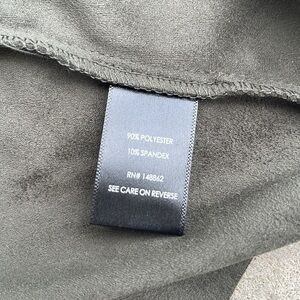 90% POLYESTER
10% SPANDEX
RN# 148862
SEE CARE ON REVERSE